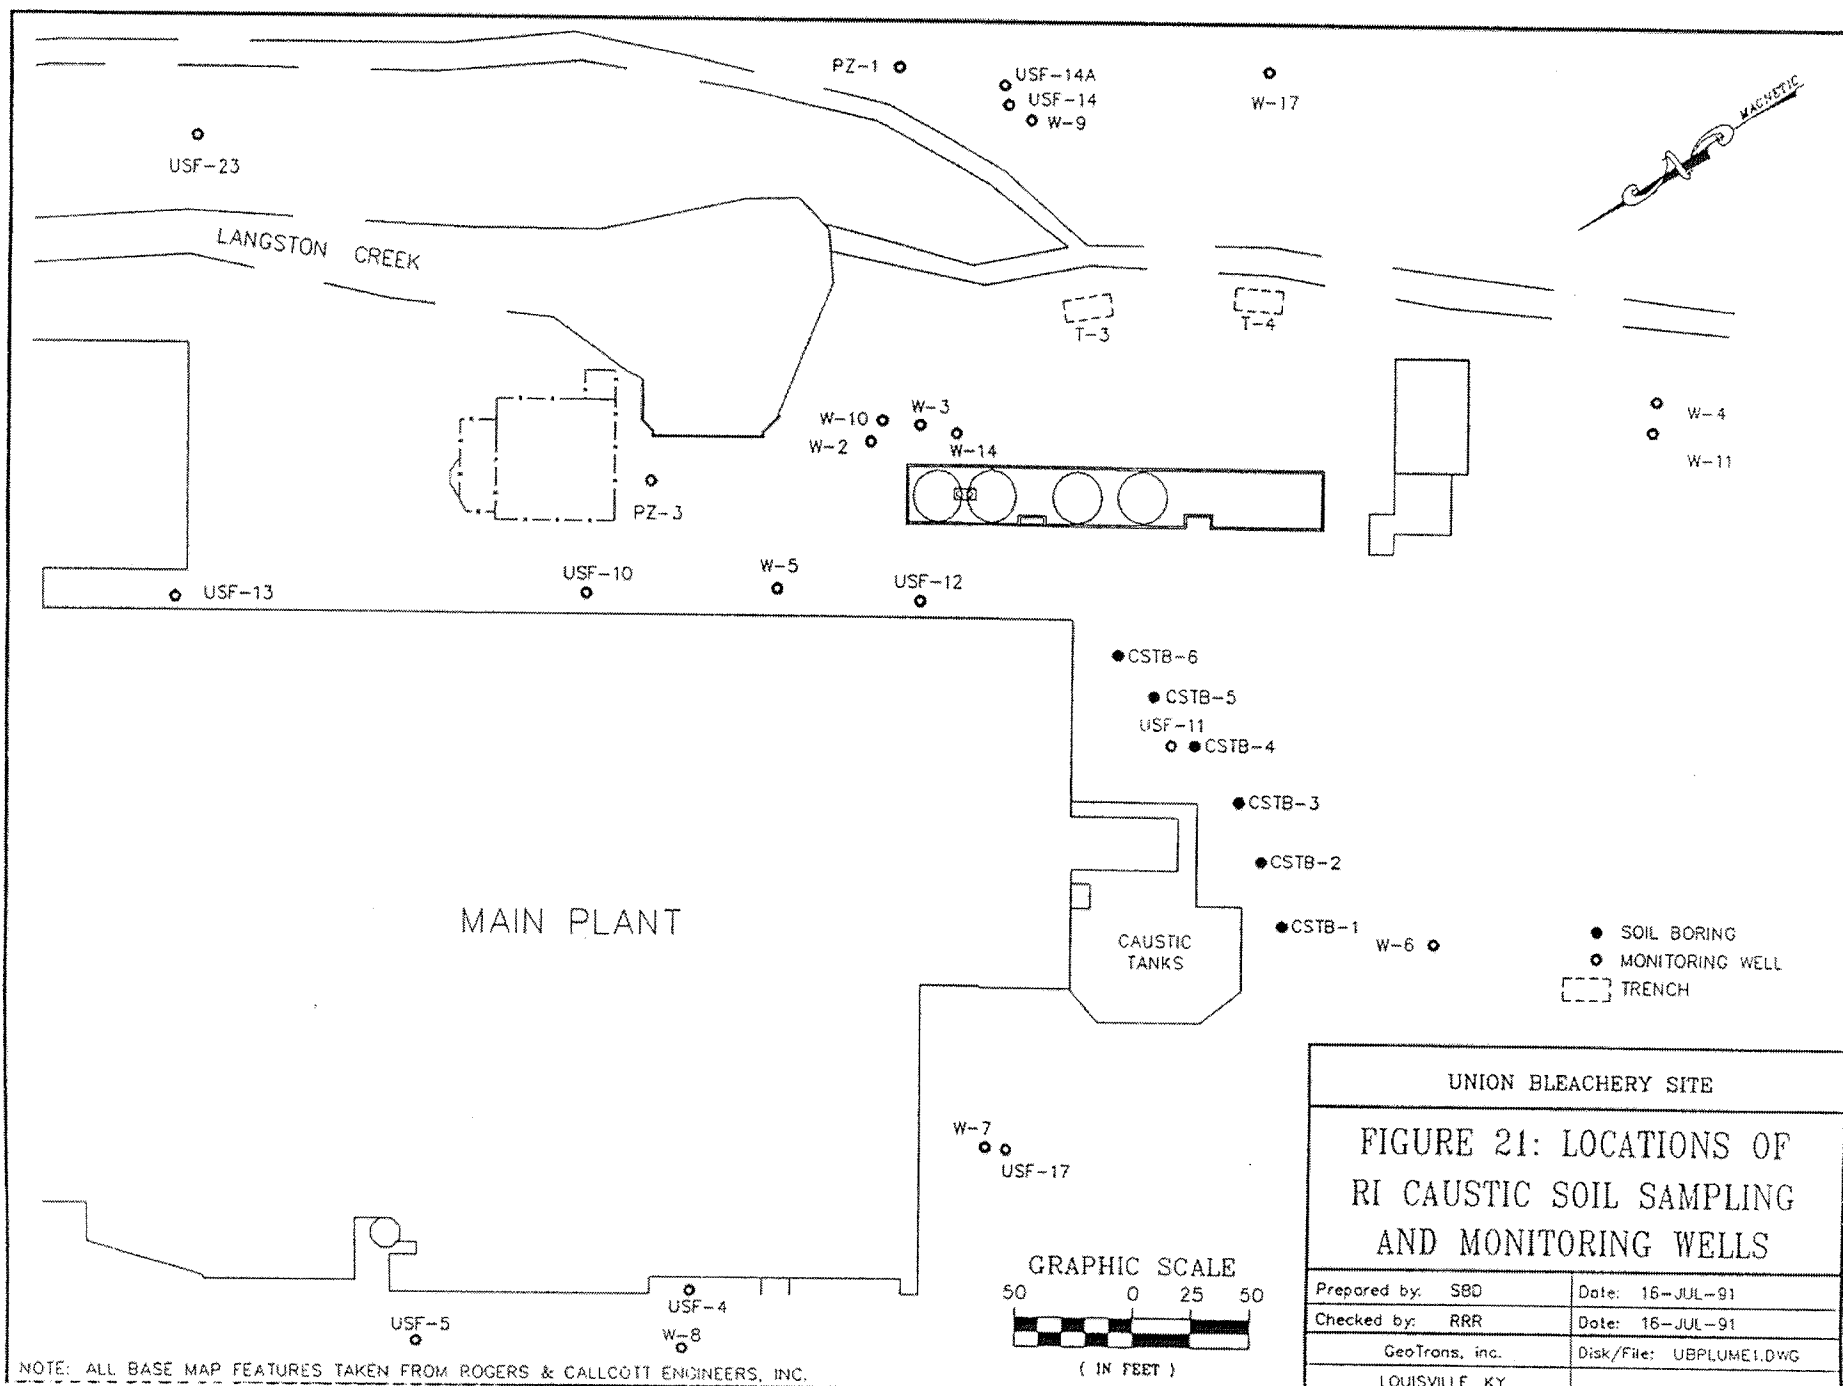 PZ-1
USF-14A
USF-14
W-9
W-17
MAGNETIC
USF-23
LANGSTON CREEK
T-3
T-4
W-10
W-3
W-2
W-14
W-4
W-11
PZ-3
USF-13
USF-10
W-5
USF-12
CSTB-6
CSTB-5
USF-11
CSTB-4
CSTB-3
CSTB-2
CSTB-1
W-6
MAIN PLANT
CAUSTIC
TANKS
SOIL BORING
MONITORING WELL
TRENCH
W-7
USF-17
USF-4
USF-5
W-8
GRAPHIC SCALE
50 0 25 50
( IN FEET )
UNION BLEACHERY SITE
FIGURE 21: LOCATIONS OF
RI CAUSTIC SOIL SAMPLING
AND MONITORING WELLS
Prepared by: SBD Date: 16-JUL-91
Checked by: RRR Date: 16-JUL-91
GeoTrans, inc. Disk/File: UBPLUME1.DWG
LOUISVILLE, KY
NOTE: ALL BASE MAP FEATURES TAKEN FROM ROGERS & CALLCOTT ENGINEERS, INC.